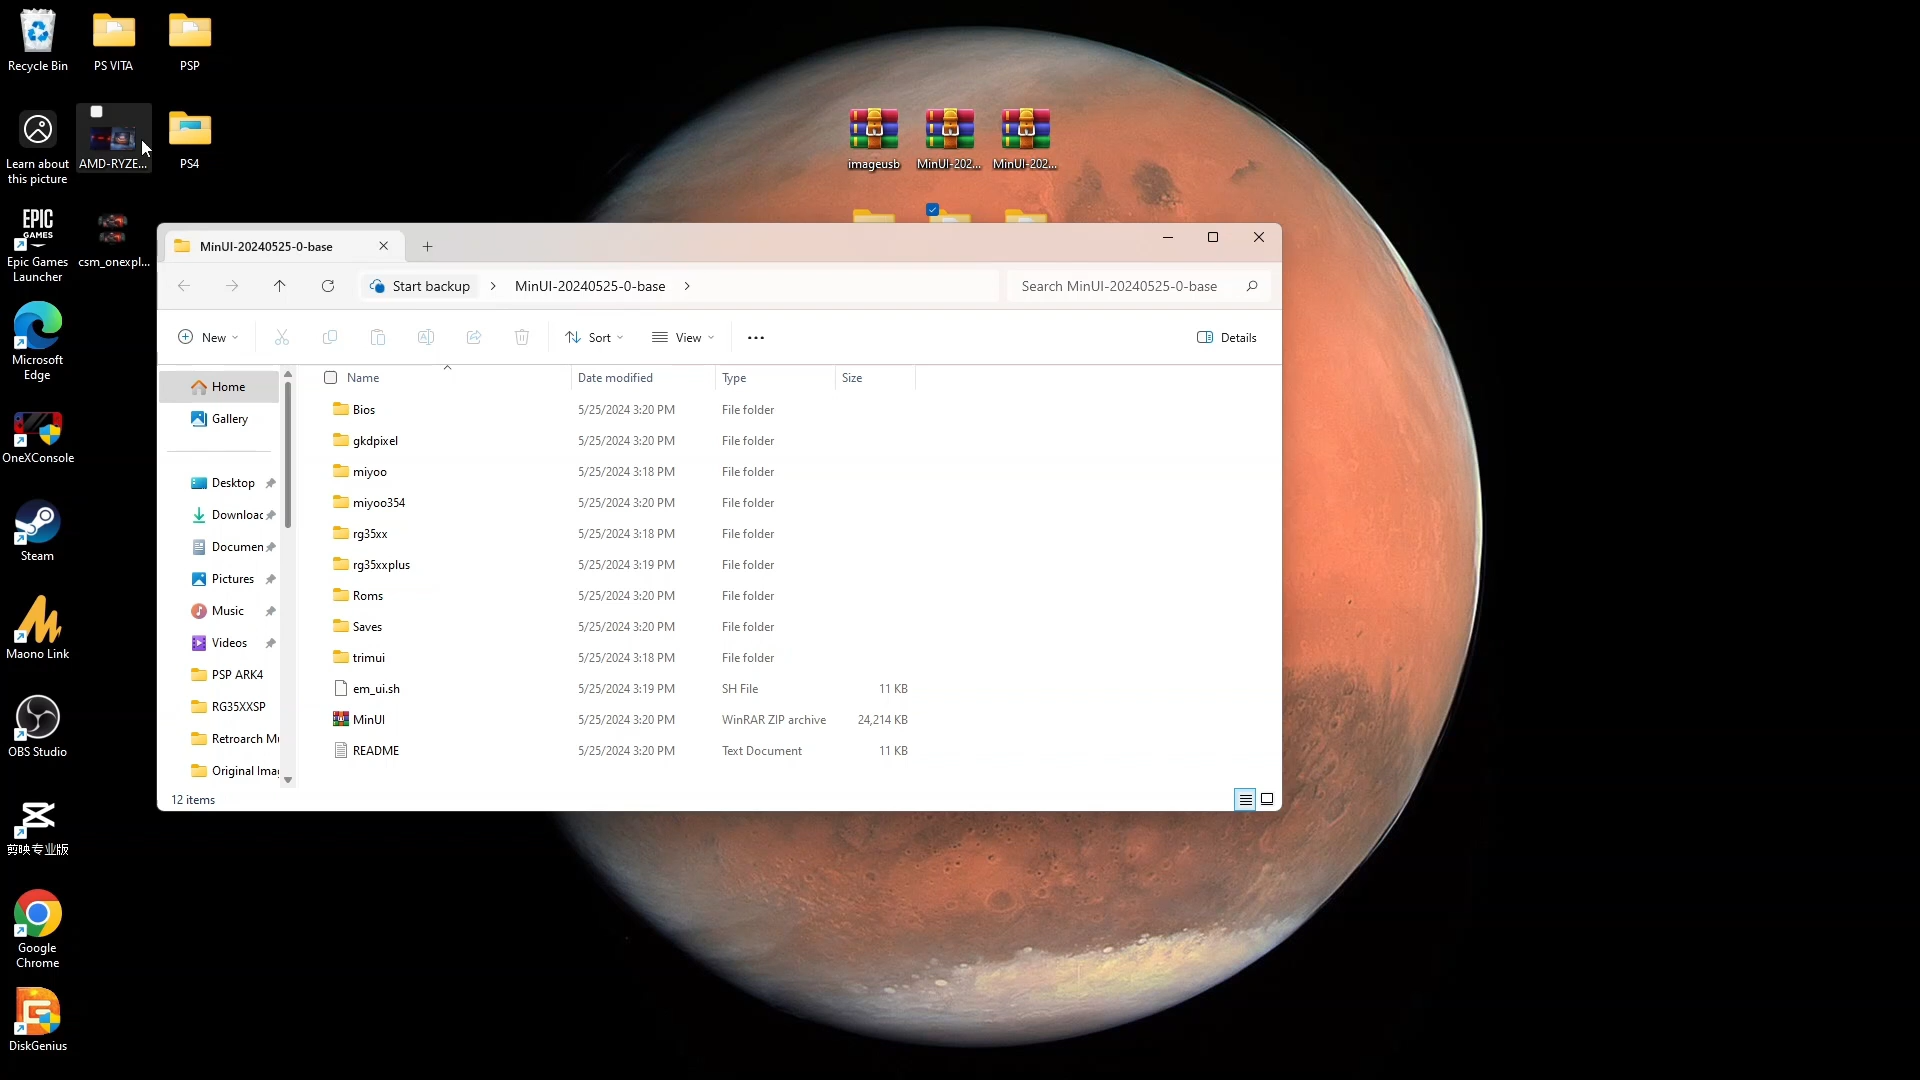 Recycle Bin
PS VITA
PSP
Learn about
this picture
AMD-RYZE...
PS4
imageusb
MinUI-202...
MinUI-202...
EPIC
GAMES
Epic Games
Launcher
csm_onexpl...
Microsoft
Edge
OneXConsole
Steam
Maono Link
OBS Studio
剪映专业版
Google
Chrome
DiskGenius
MinUI-20240525-0-base
Start backup
MinUI-20240525-0-base
Search MinUI-20240525-0-base
New
Sort
View
Details
Home
Gallery
Desktop
Downloac
Documen
Pictures
Music
Videos
PSP ARK4
RG35XXSP
Retroarch Mu
Original Imag
Name Date modified Type Size
Bios 5/25/2024 3:20 PM File folder
gkdpixel 5/25/2024 3:20 PM File folder
miyoo 5/25/2024 3:18 PM File folder
miyoo354 5/25/2024 3:20 PM File folder
rg35xx 5/25/2024 3:18 PM File folder
rg35xxplus 5/25/2024 3:19 PM File folder
Roms 5/25/2024 3:20 PM File folder
Saves 5/25/2024 3:20 PM File folder
trimui 5/25/2024 3:18 PM File folder
em_ui.sh 5/25/2024 3:19 PM SH File 11 KB
MinUI 5/25/2024 3:20 PM WinRAR ZIP archive 24,214 KB
README 5/25/2024 3:20 PM Text Document 11 KB
12 items